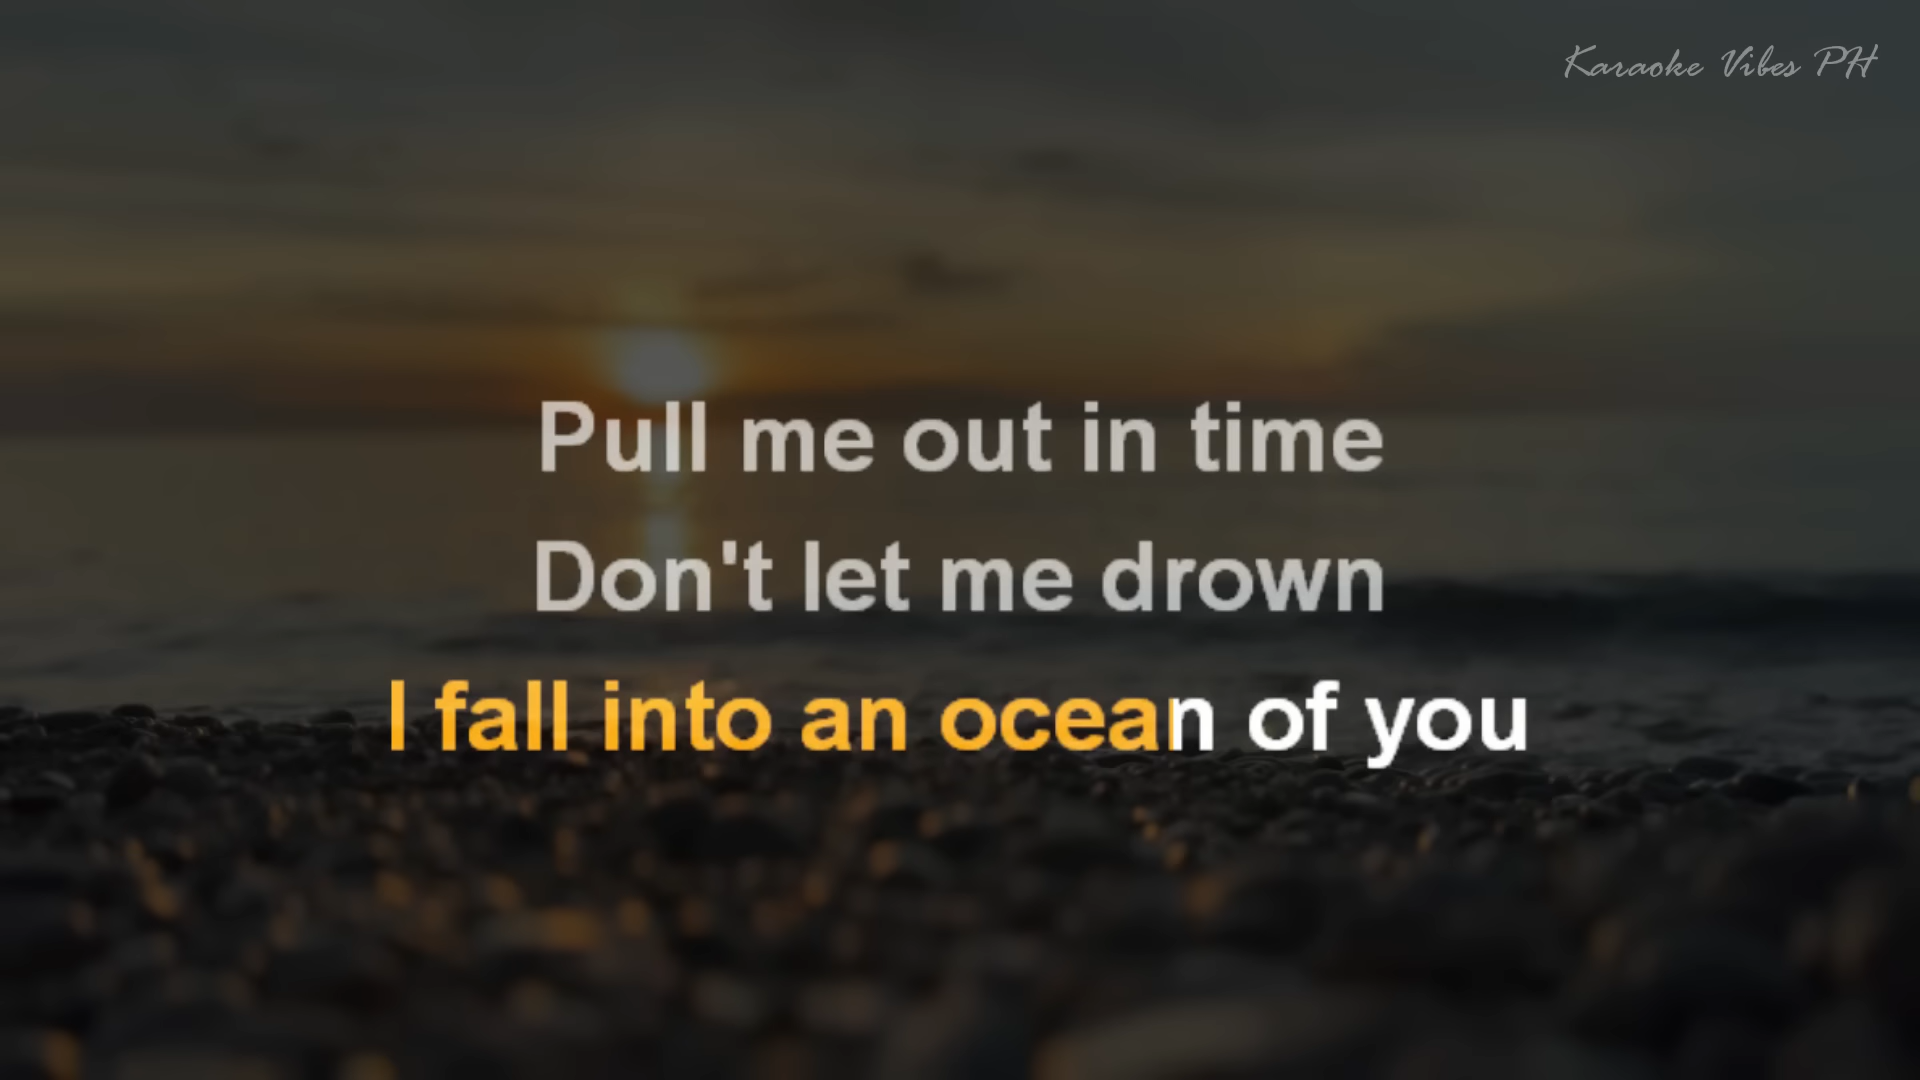 Karaoke Vibes PH
Pull me out in time
Don't let me drown
I fall into an ocean of you